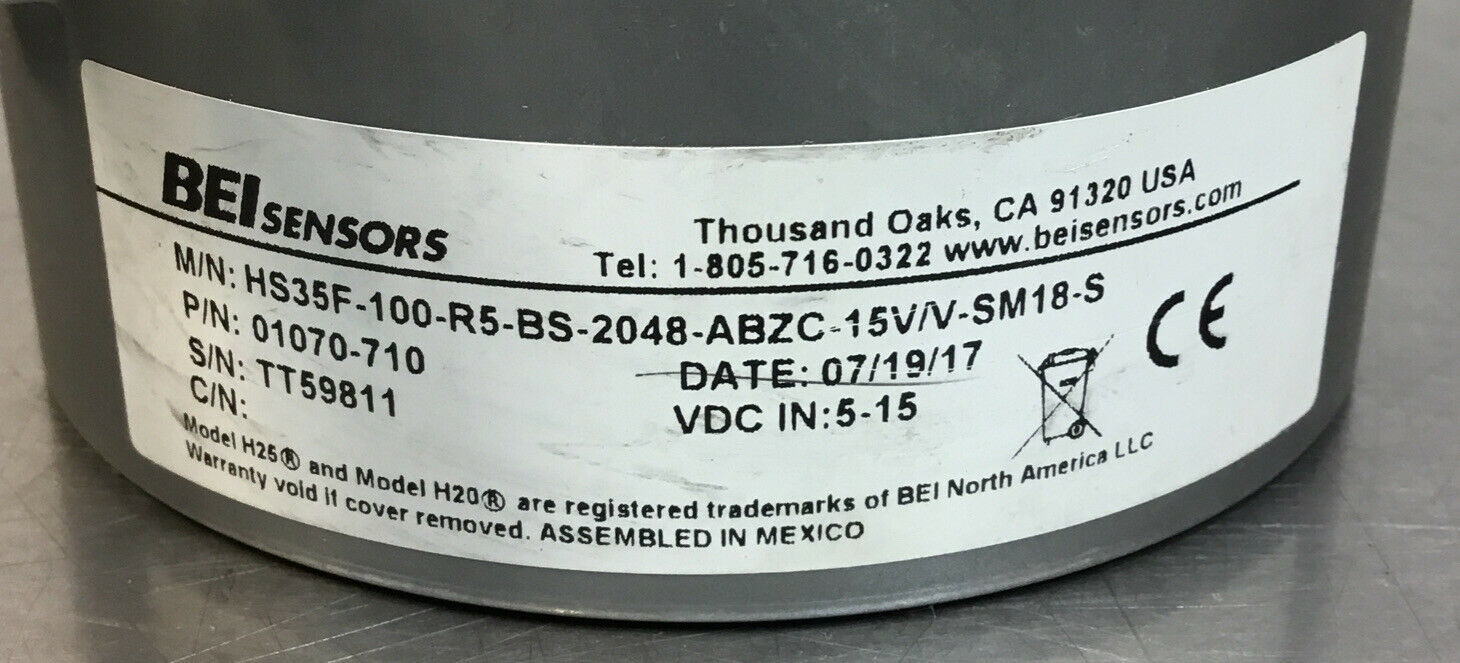 BEI SENSORS
Thousand Oaks, CA 91320 USA
Tel: 1-805-716-0322 www.beisensors.com
M/N: HS35F-100-R5-BS-2048-ABZC-15V/V-SM18-S
P/N: 01070-710
S/N: TT59811
C/N:
DATE: 07/19/17
VDC IN:5-15
CE
Model H25® and Model H20® are registered trademarks of BEI North America LLC
Warranty void if cover removed. ASSEMBLED IN MEXICO